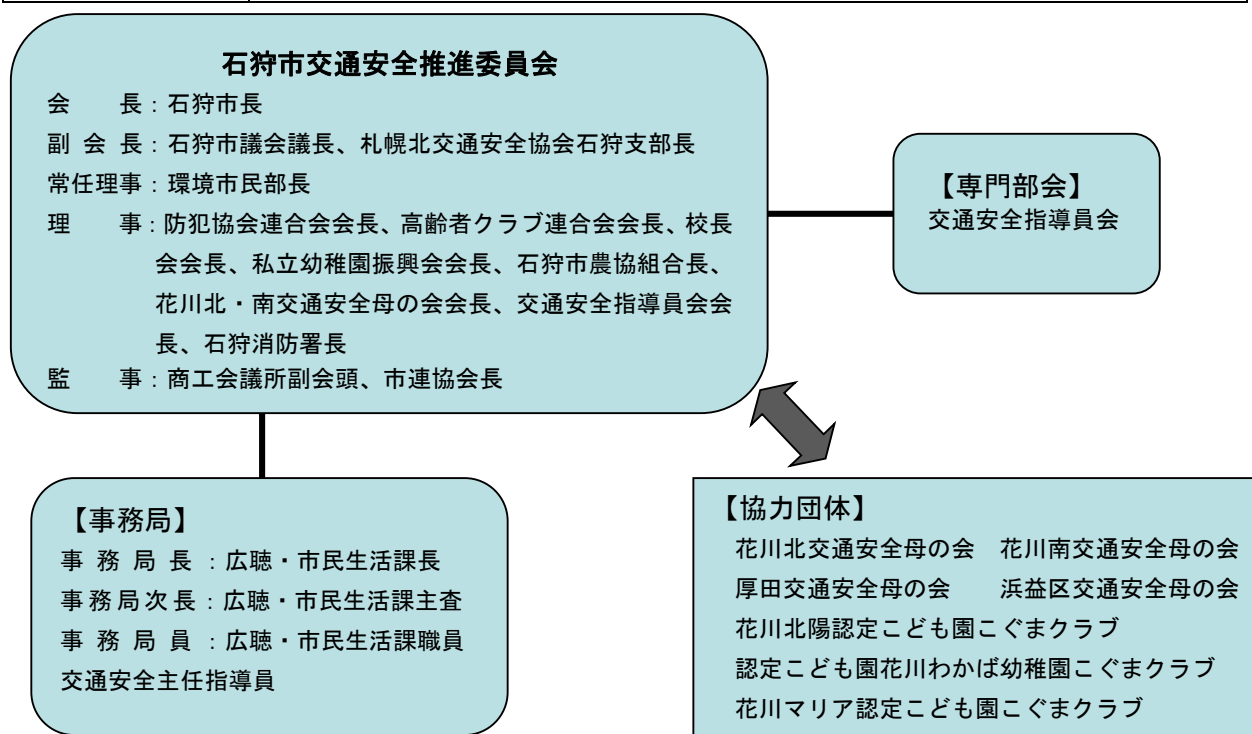 石狩市交通安全推進委員会
会　　長：石狩市長
副 会 長：石狩市議会議長、札幌北交通安全協会石狩支部長
常任理事：環境市民部長
理　　事：防犯協会連合会会長、高齢者クラブ連合会会長、校長
会会長、私立幼稚園振興会会長、石狩市農協組合長、
花川北・南交通安全母の会会長、交通安全指導員会会
長、石狩消防署長
監　　事：商工会議所副会頭、市連協会長
【専門部会】
交通安全指導員会
【事務局】
事 務 局 長 ：広聴・市民生活課長
事務局次長：広聴・市民生活課主査
事 務 局 員 ：広聴・市民生活課職員
交通安全主任指導員
【協力団体】
花川北交通安全母の会　花川南交通安全母の会
厚田交通安全母の会　　浜益区交通安全母の会
花川北陽認定こども園こぐまクラブ
認定こども園花川わかば幼稚園こぐまクラブ
花川マリア認定こども園こぐまクラブ